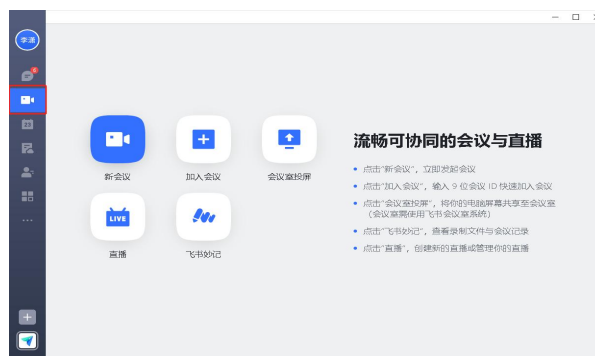 李潇
8
23
新会议
加入会议
会议室投屏
LIVE
直播
飞书妙记
流畅可协同的会议与直播
点击“新会议”，立即发起会议
点击“加入会议”，输入 9 位会议 ID 快速加入会议
点击“会议室投屏”，将你的电脑屏幕共享至会议室
（会议室需使用飞书会议室系统）
点击“飞书妙记”，查看录制文件与会议记录
点击“直播”，创建新的直播或管理你的直播